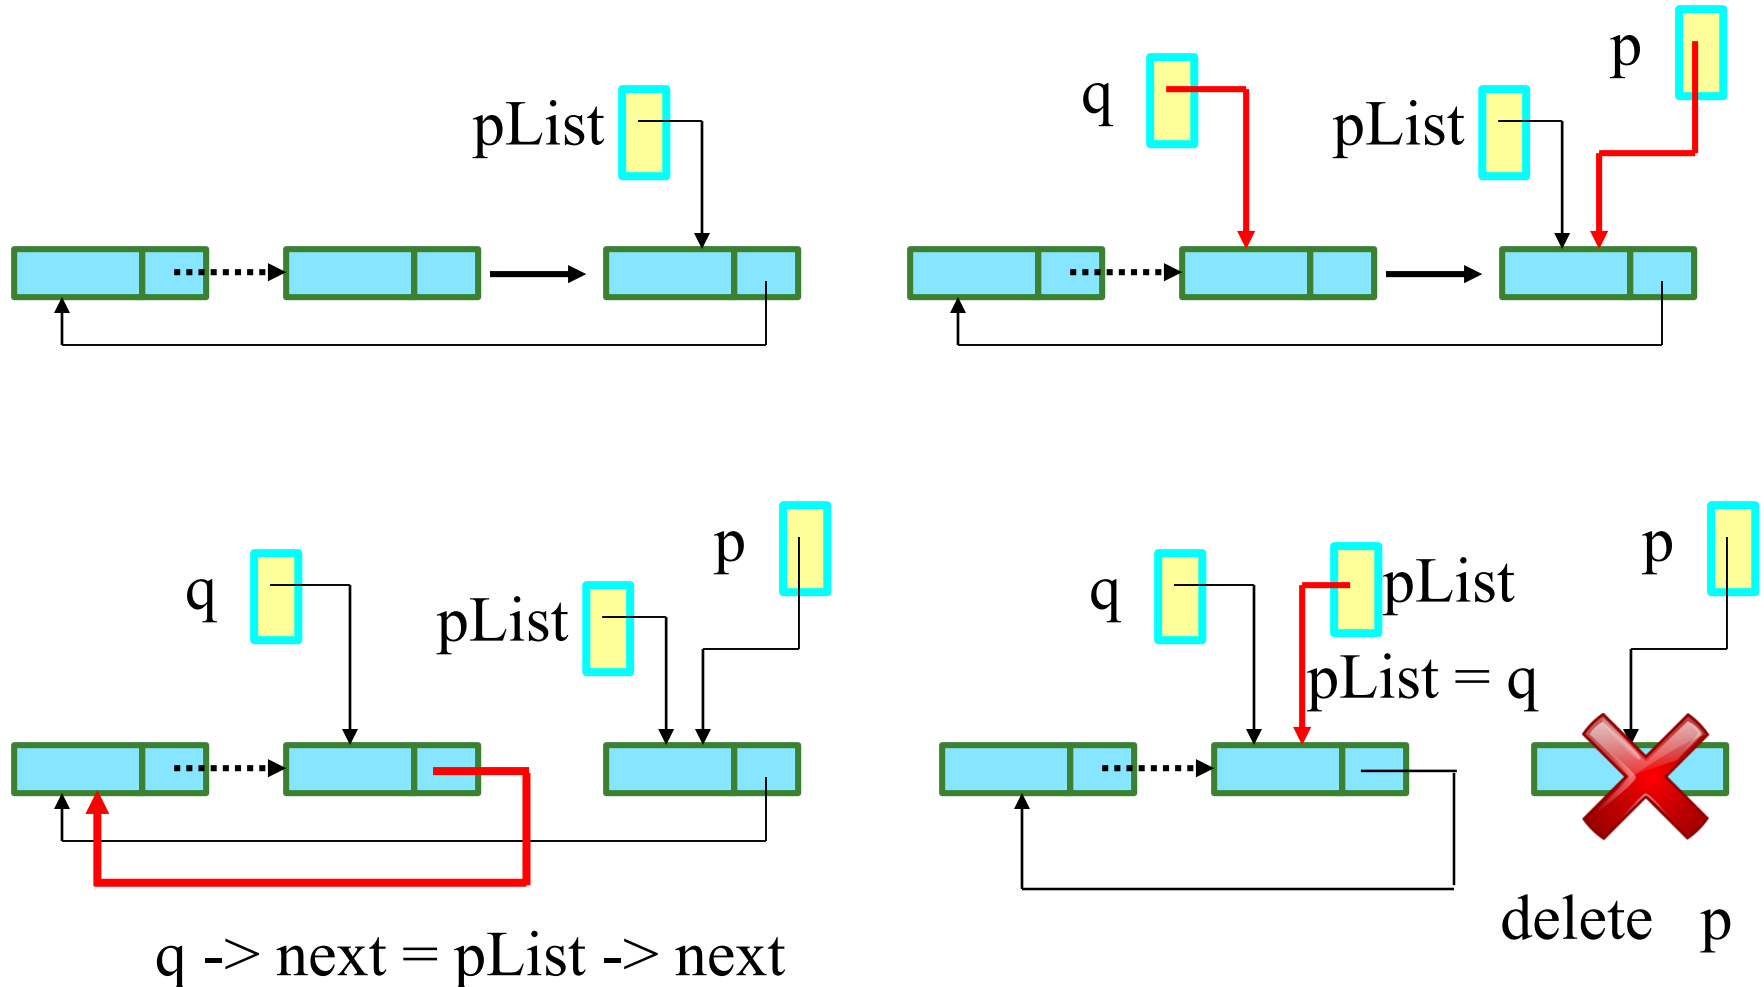 pList
q
pList
p
q
pList
p
q -> next = pList -> next
q
pList
p
pList = q
delete p